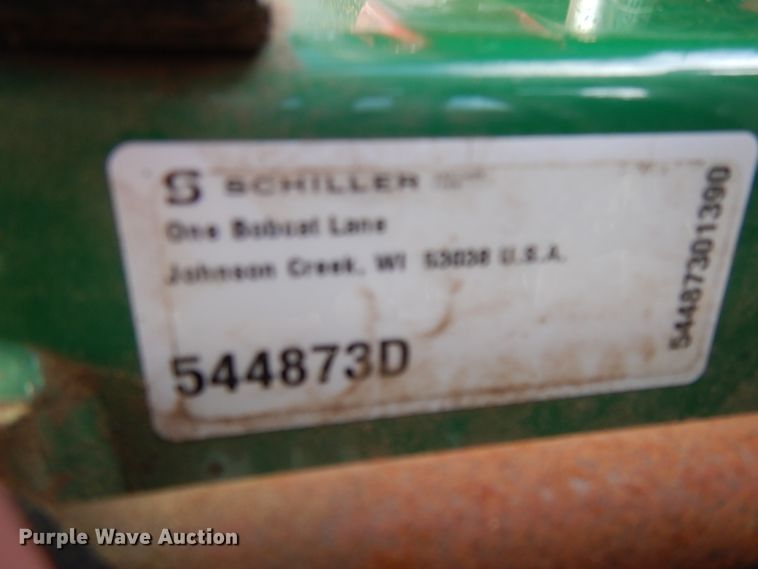 S SCHILLER
One Bobcat Lane
Johnson Creek, WI 53038 U.S.A.
544873D
54487301390
Purple Wave Auction